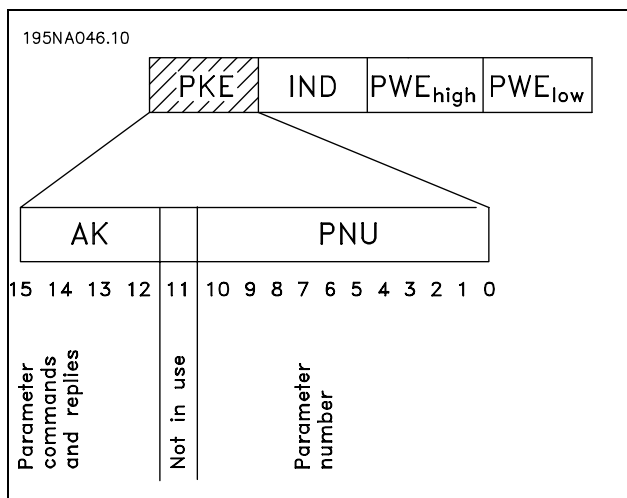 195NA046.10
PKE IND PWEhigh PWElow
AK PNU
15 14 13 12 11 10 9 8 7 6 5 4 3 2 1 0
Parameter
commands
and replies
Not in use
Parameter
number